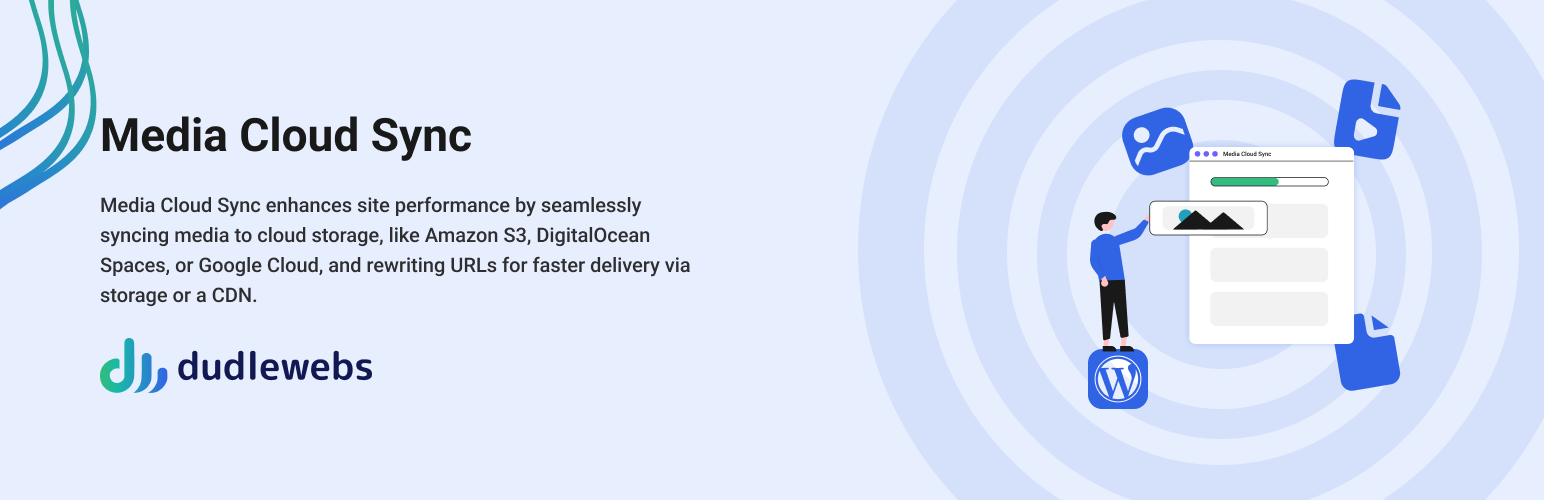 Media Cloud Sync
Media Cloud Sync enhances site performance by seamlessly
syncing media to cloud storage, like Amazon S3, DigitalOcean
Spaces, or Google Cloud, and rewriting URLs for faster delivery via
storage or a CDN.
dudlewebs
Media Cloud Sync